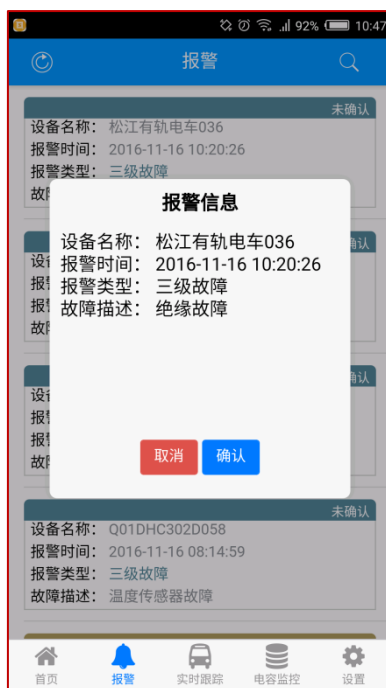 92% 10:47
报警
未确认
设备名称： 松江有轨电车036
报警时间： 2016-11-16 10:20:26
报警类型： 三级故障
故
报警信息
设备名称： 松江有轨电车036
报警时间： 2016-11-16 10:20:26
报警类型： 三级故障
故障描述： 绝缘故障
取消 确认
未确认
设备名称： Q01DHC302D058
报警时间： 2016-11-16 08:14:59
报警类型： 三级故障
故障描述： 温度传感器故障
首页 报警 实时跟踪 电容监控 设置